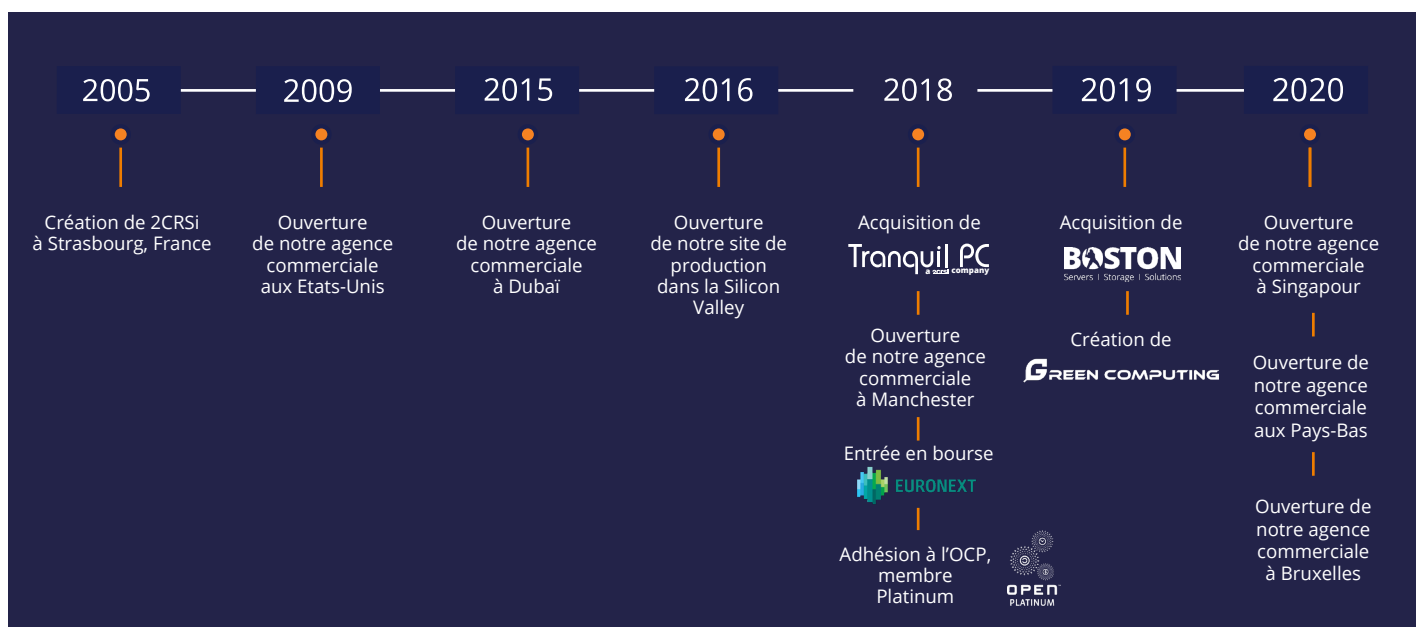 2005
2009
2015
2016
2018
2019
2020
Création de 2CRSi
à Strasbourg, France
Ouverture
de notre agence
commerciale
aux Etats-Unis
Ouverture
de notre agence
commerciale
à Dubaï
Ouverture
de notre site de
production
dans la Silicon
Valley
Acquisition de
Tranquil PC
a 2crsi company
Ouverture
de notre agence
commerciale
à Manchester
Entrée en bourse
EURONEXT
Adhésion à l’OCP,
membre
Platinum
OPEN
PLATINUM
Acquisition de
BOSTON
Servers | Storage | Solutions
Création de
GREEN COMPUTING
Ouverture
de notre agence
commerciale
à Singapour
Ouverture de
notre agence
commerciale
aux Pays-Bas
Ouverture de
notre agence
commerciale
à Bruxelles